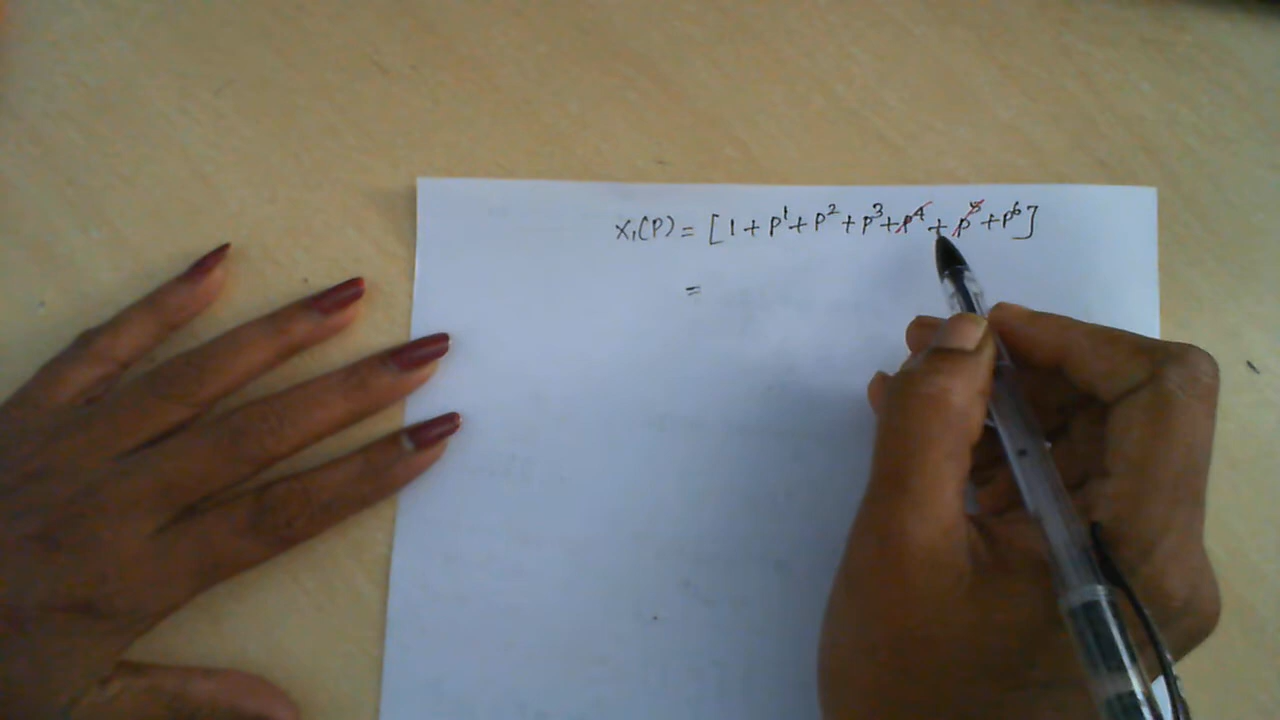 X₁(P) = [1 + P¹ + P² + P³ + P⁴ + P⁵ + P⁶]
=